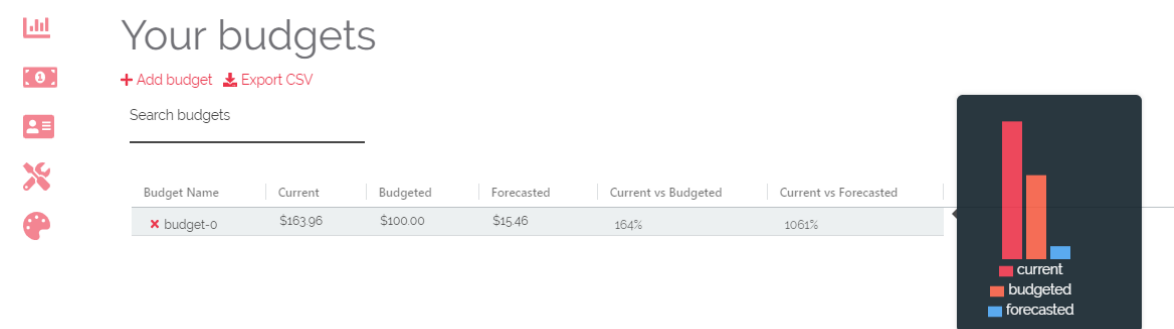 Your budgets
Add budget Export CSV
Search budgets
Budget Name Current Budgeted Forecasted Current vs Budgeted Current vs Forecasted
budget-0 $163.96 $100.00 $15.46 164% 1061%
current
budgeted
forecasted